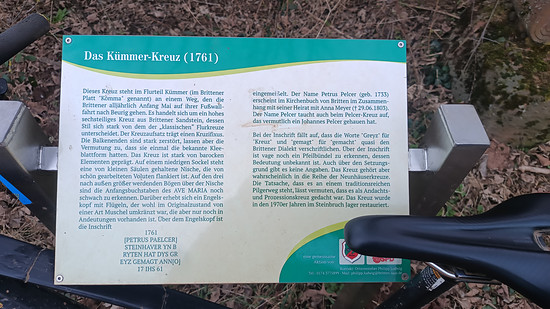 Das Kümmer-Kreuz (1761)
Dieses Kreuz steht im Flurteil Kümmer (im Brittener
Platt "Kömma" genannt) an einem Weg, den die
Brittener alljährlich Anfang Mai auf ihrer Fußwall-
fahrt nach Beurig gehen. Es handelt sich um ein hohes
sechsteiliges Kreuz aus Brittener Sandstein, dessen
Stil sich stark von dem der „klassischen" Flurkreuze
unterscheidet. Der Kreuzaufsatz trägt einen Kruzifixus.
Die Balkenenden sind stark zerstört, lassen aber die
Vermutung zu, dass sie einmal die bekannte Klee-
blattform hatten. Das Kreuz ist stark von barocken
Elementen geprägt. Auf einem niedrigen Sockel steht
eine von kleinen Säulen gehaltene Nische, die von
schön gearbeiteten Voluten flankiert ist. Auf den drei
nach außen größer werdenden Bögen über der Nische
sind die Anfangsbuchstaben des AVE MARIA noch
schwach zu erkennen. Darüber erhebt sich ein Engels-
kopf mit Flügeln, der wohl im Originalzustand von
einer Art Muschel umkränzt war, die aber nur noch in
Andeutungen vorhanden ist. Über dem Engelskopf ist
die Inschrift
1761
[PETRUS PAELCER]
STEINHAVER YN B
RYTEN HAT DYS GR
EYZ GEMAGT ANN[O]
17 IHS 61
eingemeißelt. Der Name Petrus Pelcer (geb. 1733)
erscheint im Kirchenbuch von Britten im Zusammen-
hang mit seiner Heirat mit Anna Meyer († 29.06.1803).
Der Name Pelcer taucht auch beim Pelcer-Kreuz auf,
das vermutlich ein Johannes Pelcer gehauen hat.
Bei der Inschrift fällt auf, dass die Worte "Greys" für
"Kreuz" und "gemagt" für "gemacht" quasi den
Brittener Dialekt verschriftlichen. Über der Inschrift
ist vage noch ein Pfeilbündel zu erkennen, dessen
Bedeutung unbekannt ist. Auch über den Setzungs-
grund gibt es keine Angaben. Das Kreuz gehört aber
wahrscheinlich in die Reihe der Neunhäuserkreuze.
Die Tatsache, dass es an einem traditionsreichen
Pilgerweg steht, lässt vermuten, dass es als Andachts-
und Prozessionskreuz gedacht war. Das Kreuz wurde
in den 1970er Jahren im Steinbruch Jager restauriert.